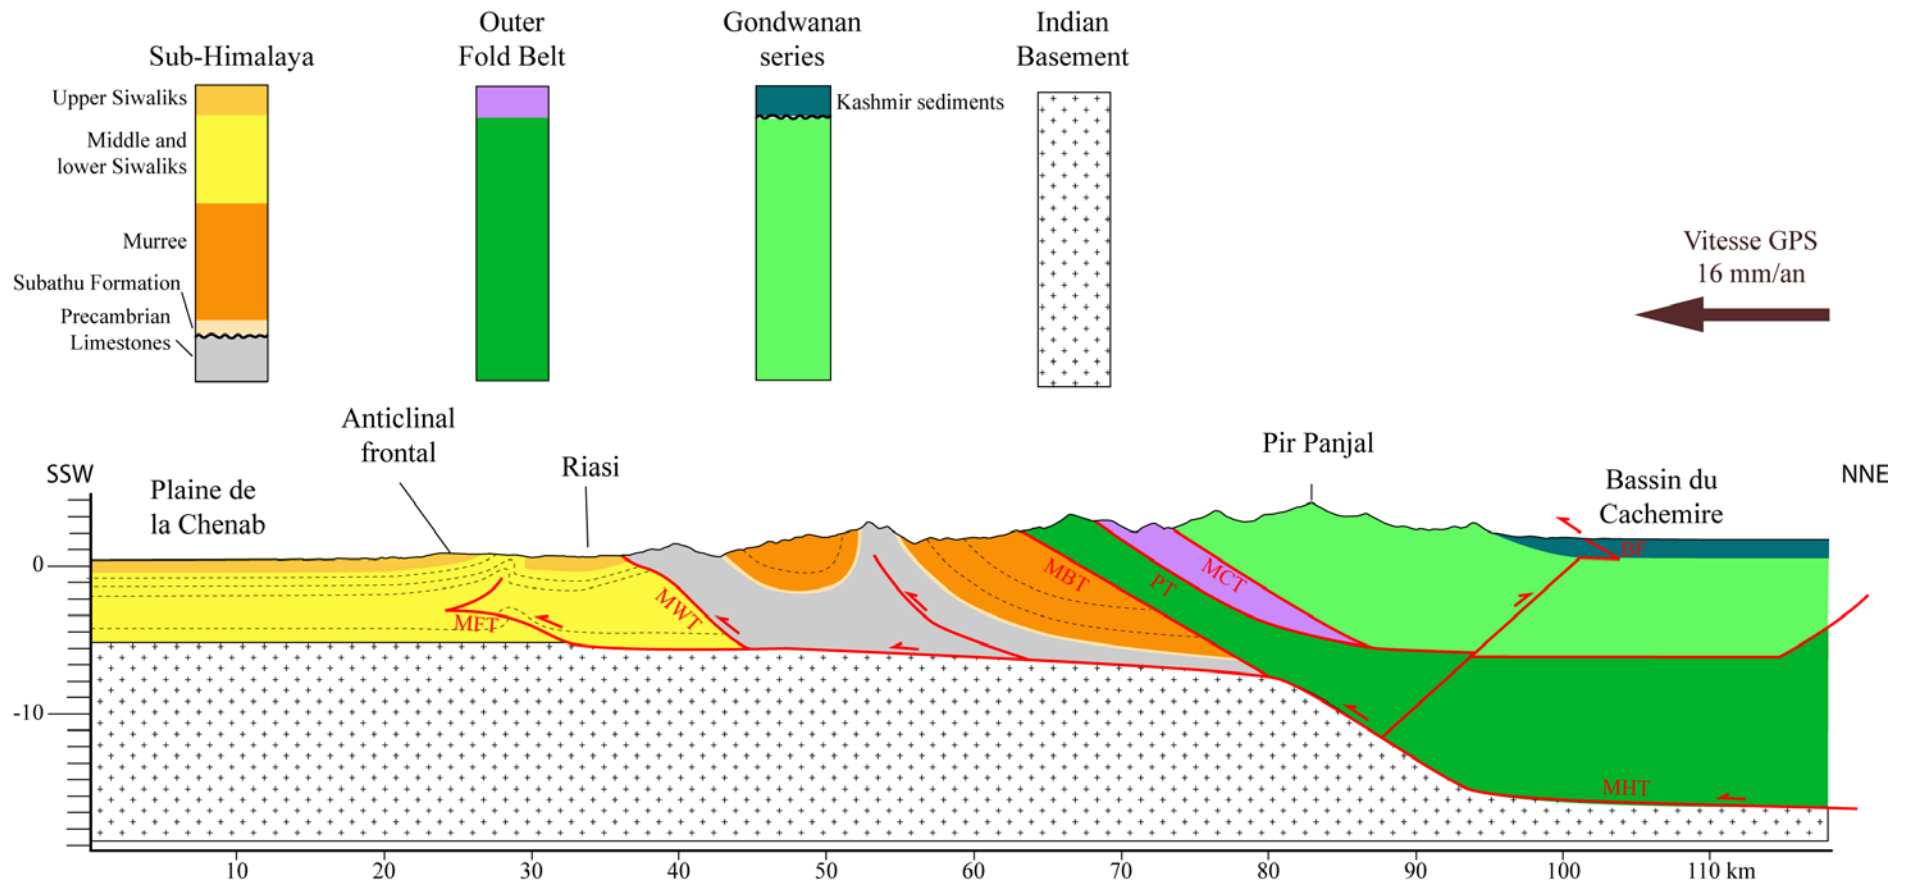 Outer
Fold Belt
Gondwanan
series
Indian
Basement
Sub-Himalaya
Upper Siwaliks
Middle and
lower Siwaliks
Murree
Subathu Formation
Precambrian
Limestones
Kashmir sediments
Vitesse GPS
16 mm/an
Anticlinal
frontal
Riasi
Pir Panjal
SSW
NNE
Plaine de
la Chenab
Bassin du
Cachemire
0
-10
MFT
MWT
MBT
PT
MCT
BF
MHT
10
20
30
40
50
60
70
80
90
100
110 km